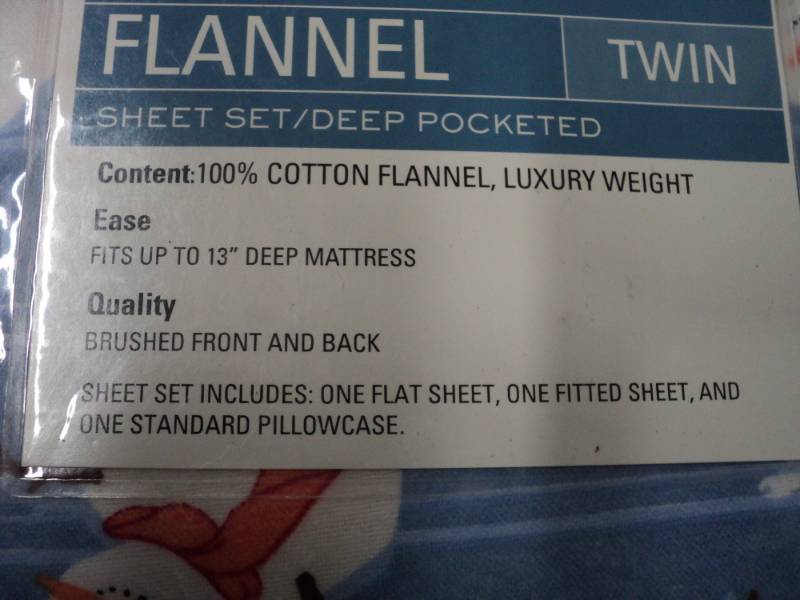 FLANNEL
TWIN
SHEET SET/DEEP POCKETED
Content:100% COTTON FLANNEL, LUXURY WEIGHT
Ease
FITS UP TO 13" DEEP MATTRESS
Quality
BRUSHED FRONT AND BACK
SHEET SET INCLUDES: ONE FLAT SHEET, ONE FITTED SHEET, AND
ONE STANDARD PILLOWCASE.